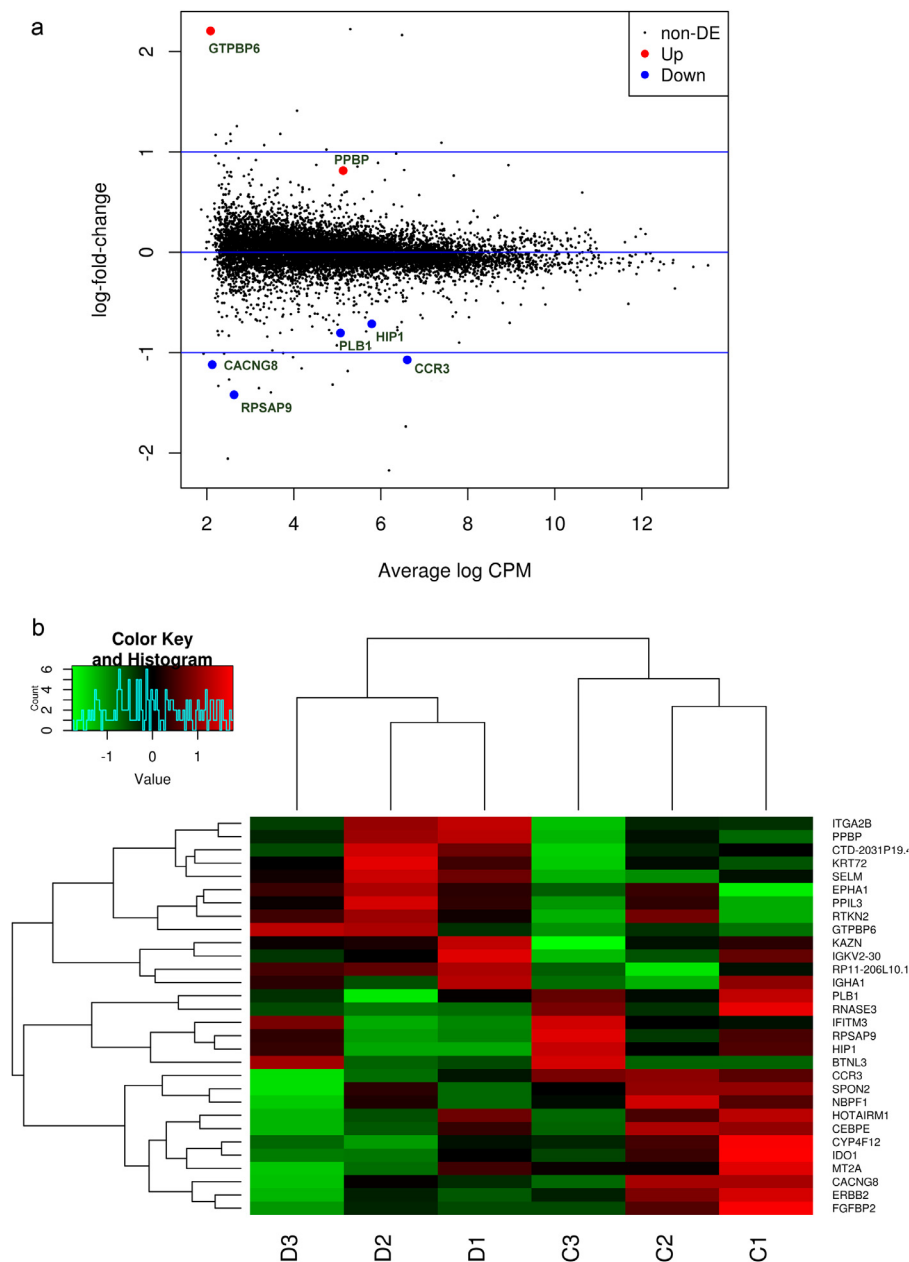 a
non-DE
Up
Down
GTPBP6
PPBP
HIP1
PLB1
CCR3
CACNG8
RPSAP9
log-fold-change
2
1
0
-1
-2
2 4 6 8 10 12
Average log CPM
b
Color Key
and Histogram
Count
6
4
2
0
-1 0 1
Value
ITGA2B
PPBP
CTD-2031P19.
KRT72
SELM
EPHA1
PPIL3
RTKN2
GTPBP6
KAZN
IGKV2-30
RP11-206L10.1
IGHA1
PLB1
RNASE3
IFITM3
RPSAP9
HIP1
BTNL3
CCR3
SPON2
NBPF1
HOTAIRM1
CEBPE
CYP4F12
IDO1
MT2A
CACNG8
ERBB2
FGFBP2
D3 D2 D1 C3 C2 C1